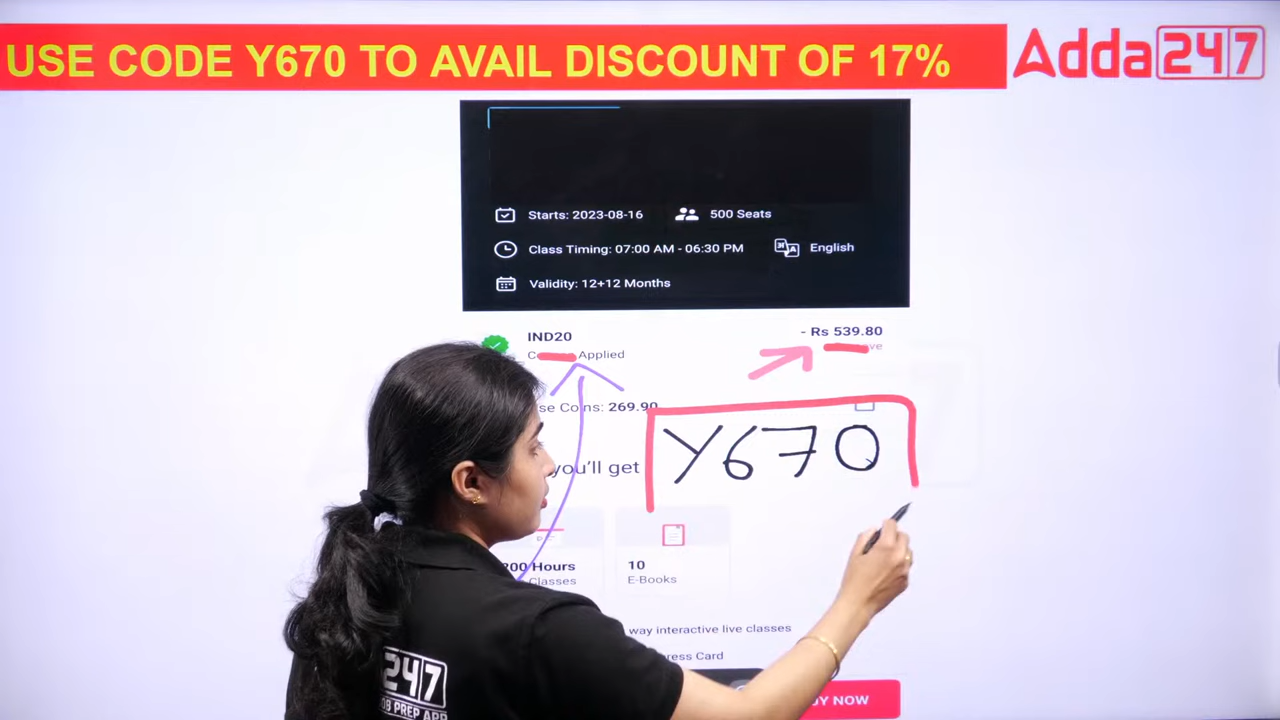 USE CODE Y670 TO AVAIL DISCOUNT OF 17%
Adda247
Starts: 2023-08-16 500 Seats
Class Timing: 07:00 AM - 06:30 PM English
Validity: 12+12 Months
IND20 - Rs 539.80
Applied
Coins: 269.90
Y670
you'll get
Hours 10
Classes E-Books
way interactive live classes
Card
NOW
247
PREP APP